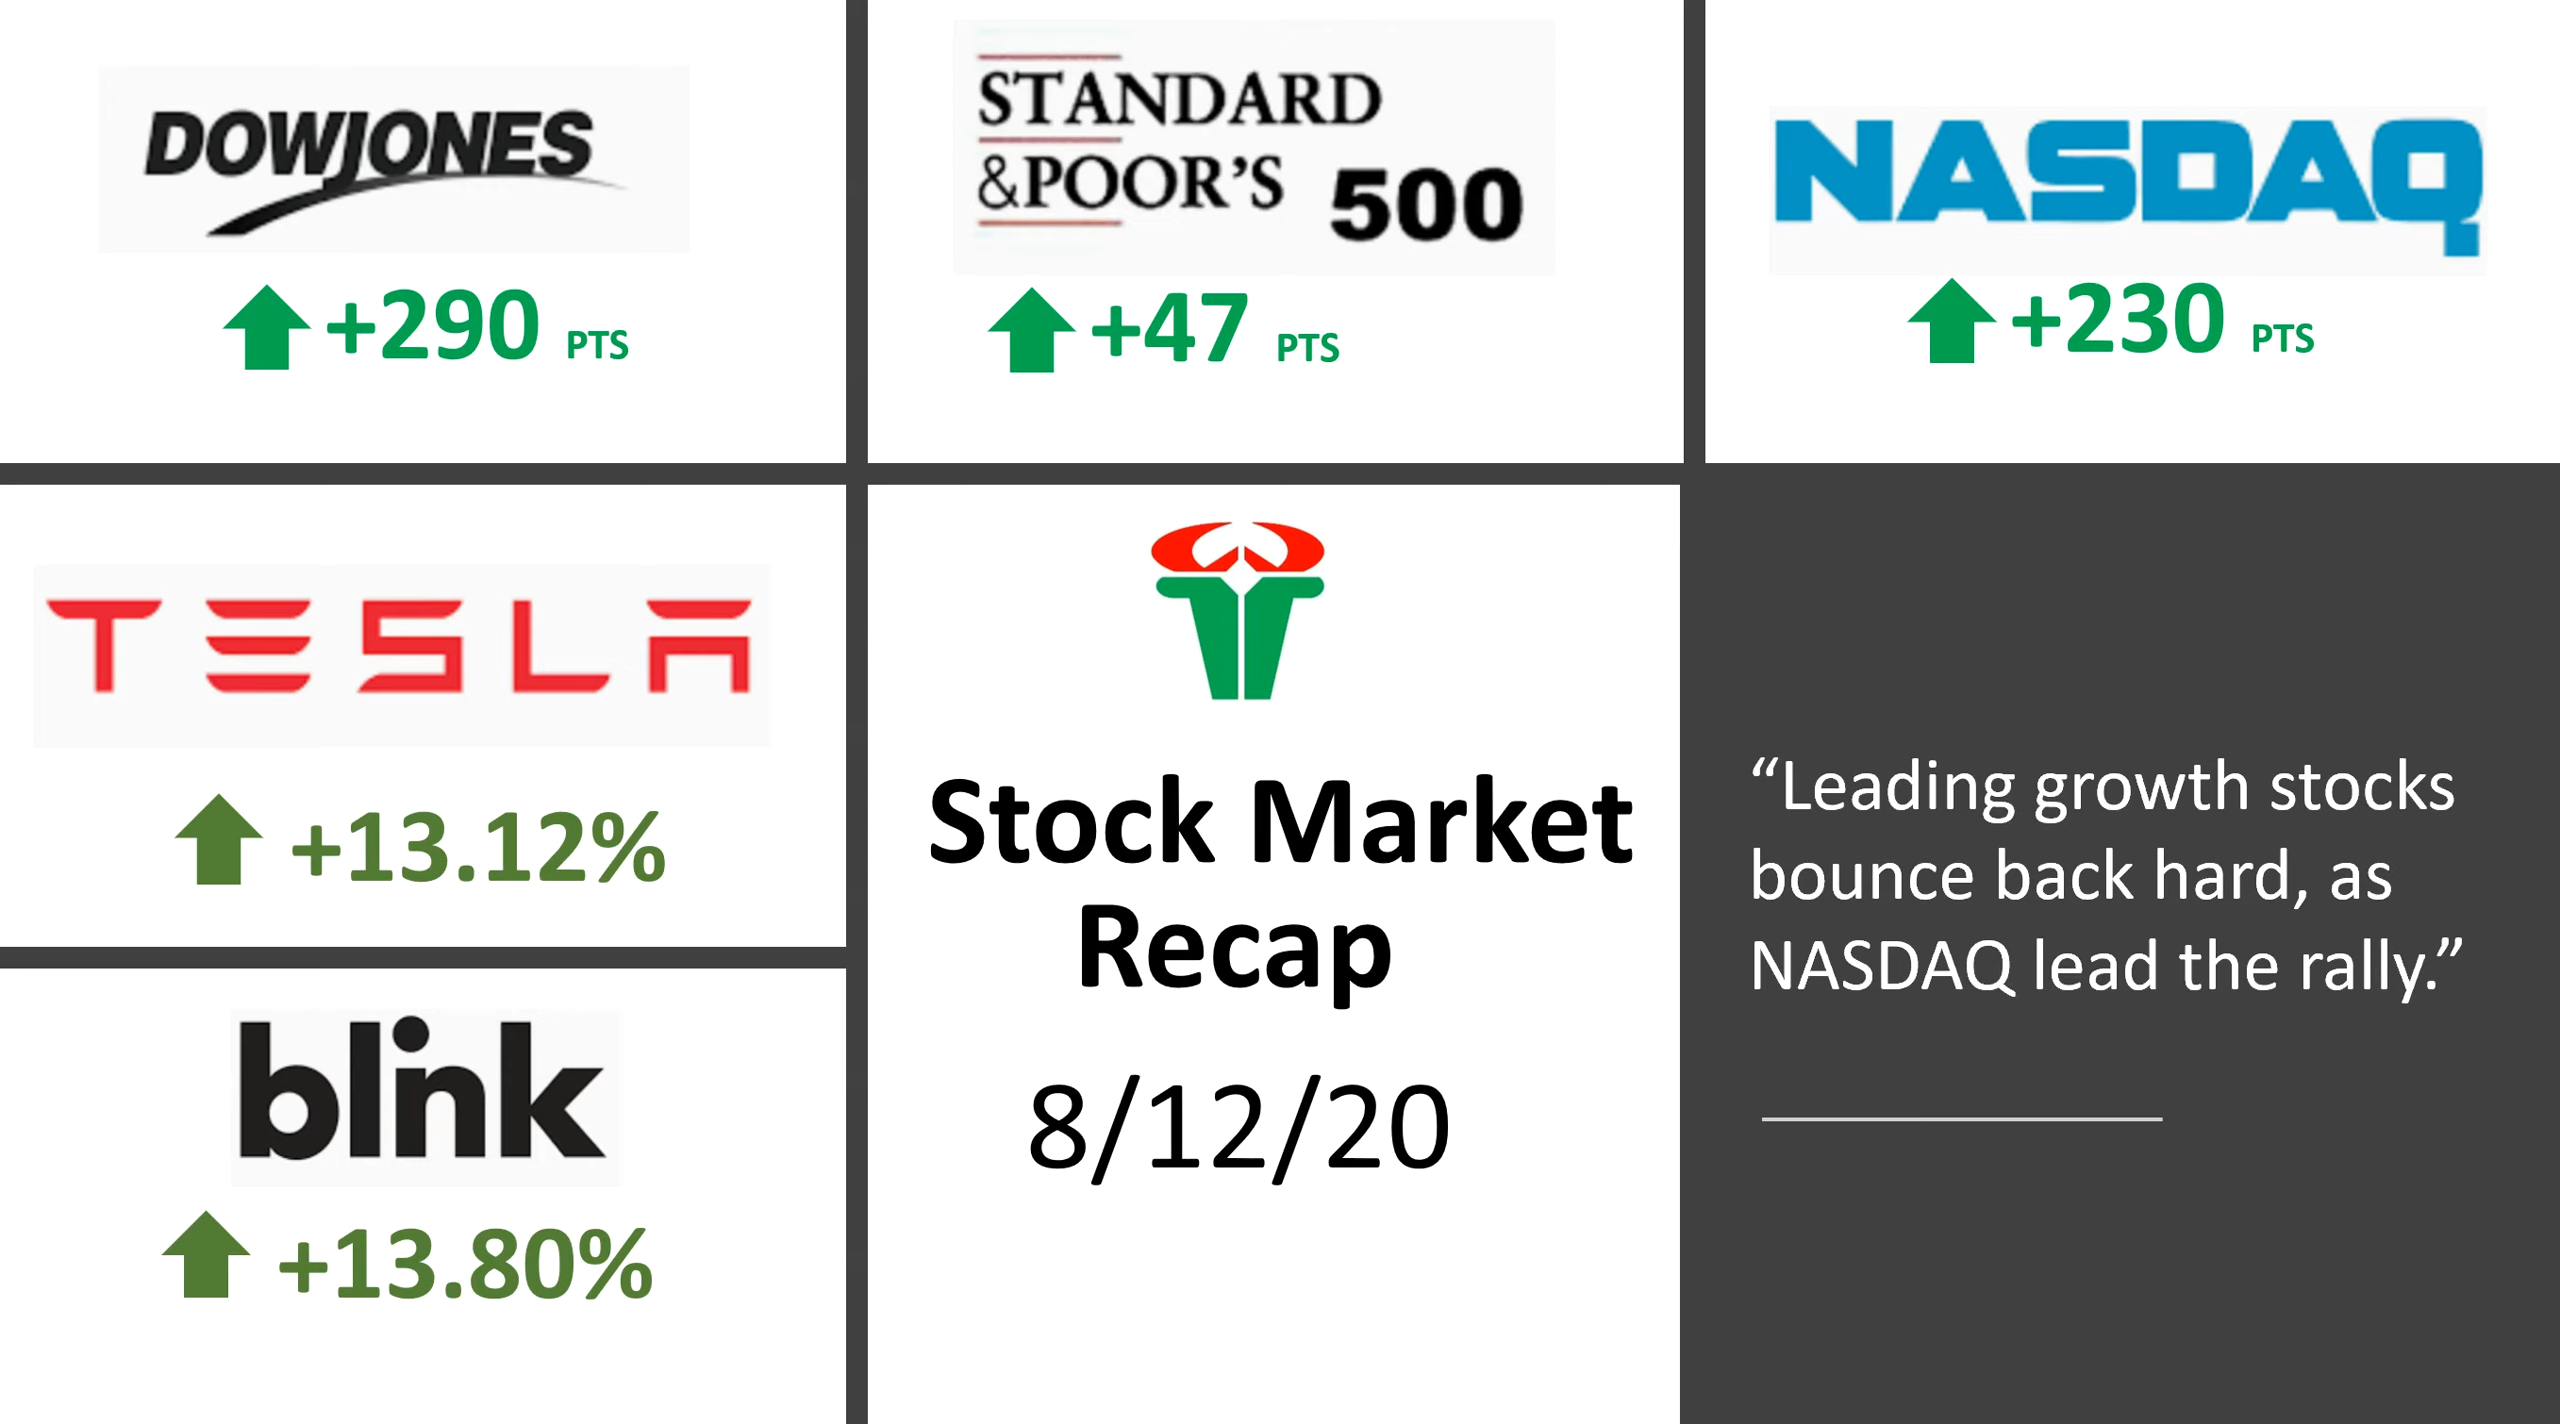 DOWJONES
+290 PTS
STANDARD
&POOR'S 500
+47 PTS
NASDAQ
+230 PTS
TESLA
+13.12%
blink
+13.80%
Stock Market
Recap
8/12/20
“Leading growth stocks
bounce back hard, as
NASDAQ lead the rally.”